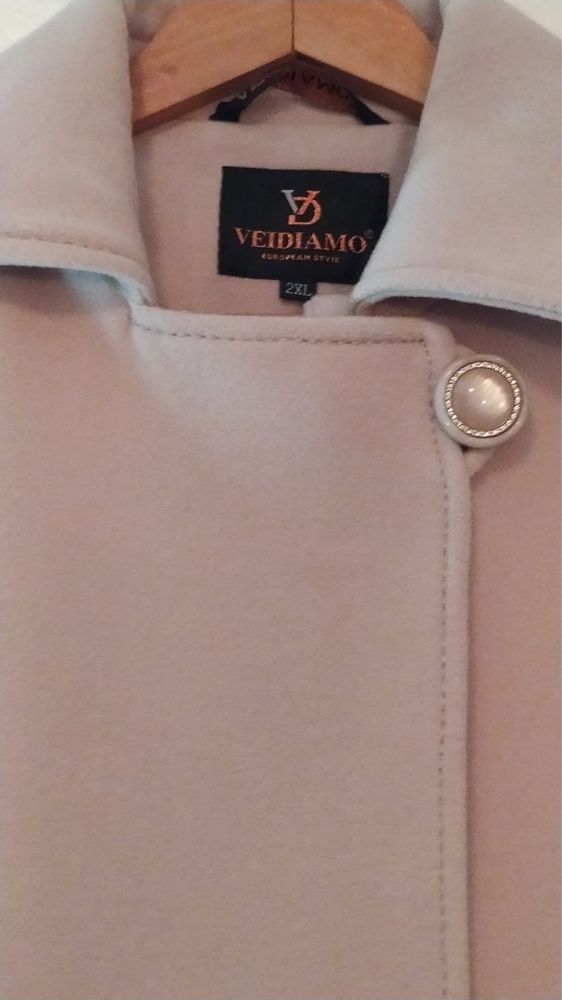 VD
VEIDIAMO®
EUROPEAN STYLE
2XL